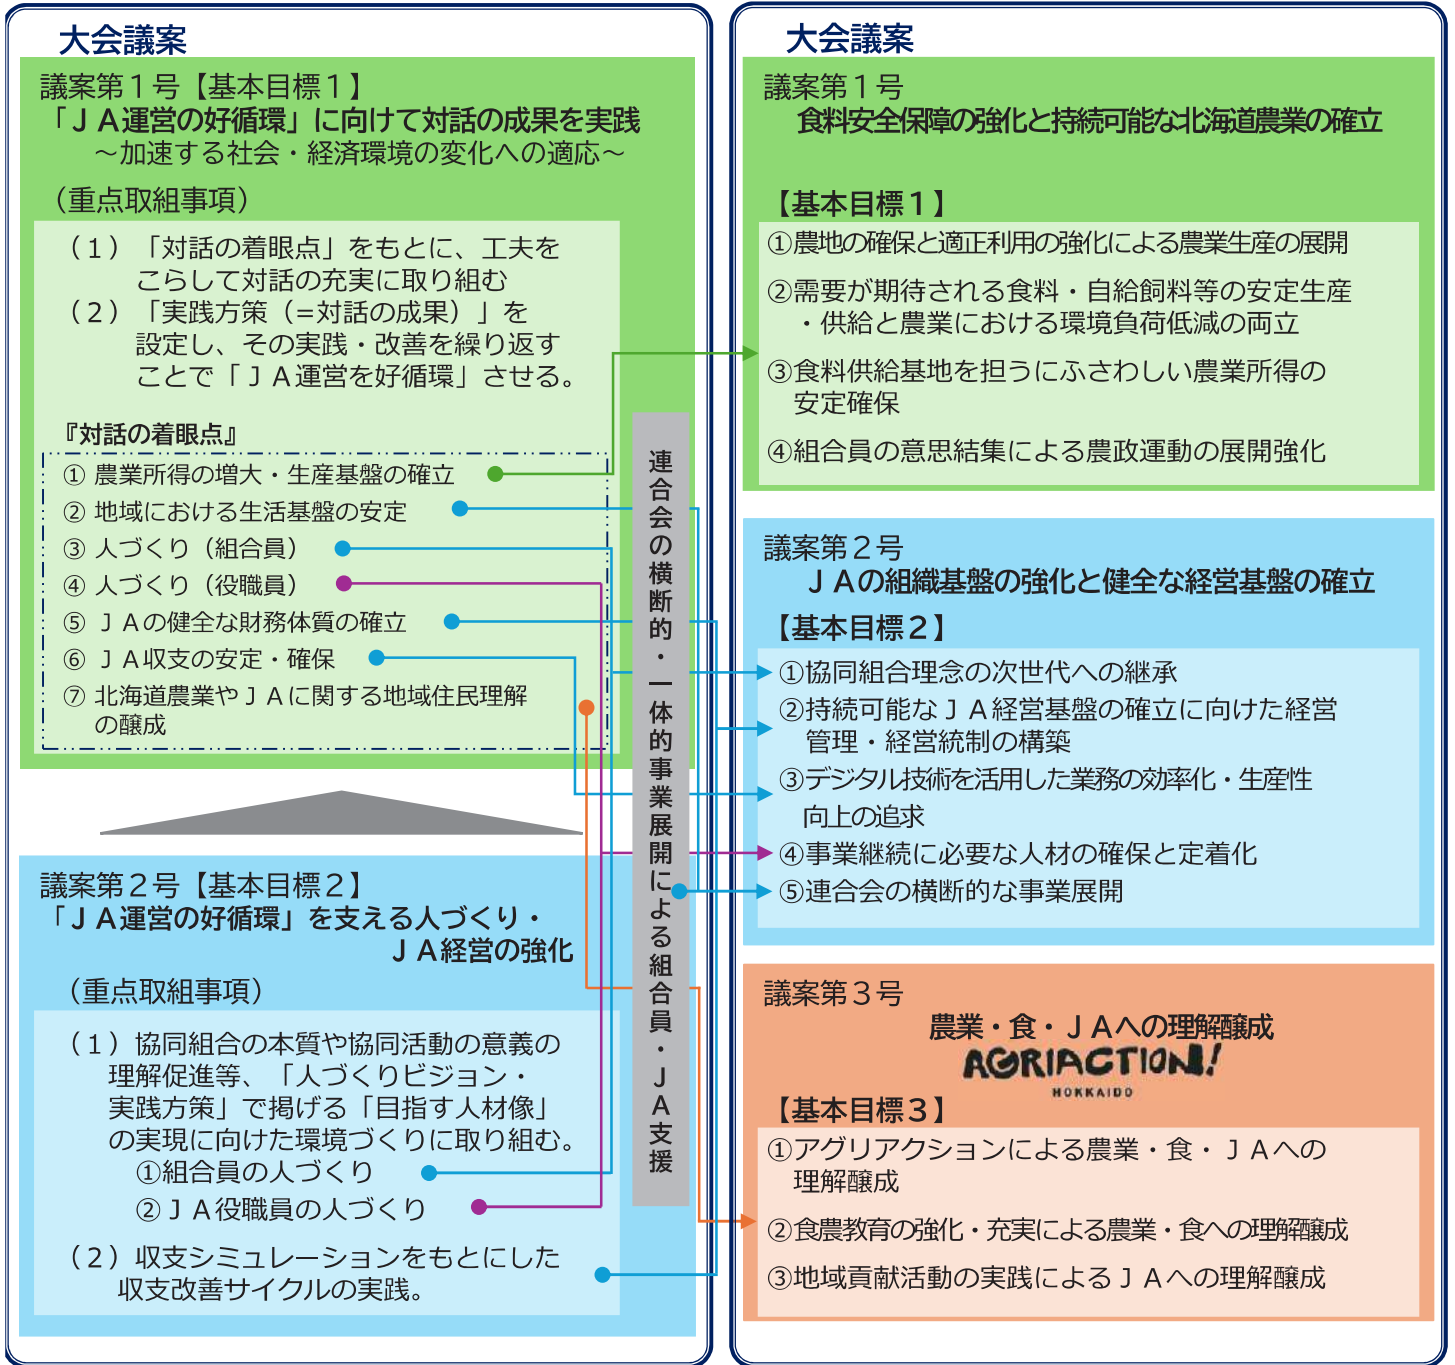 大会議案
議案第１号【基本目標１】
「ＪＡ運営の好循環」に向けて対話の成果を実践
～加速する社会・経済環境の変化への適応～
（重点取組事項）
（１）「対話の着眼点」をもとに、工夫を
こらして対話の充実に取り組む
（２）「実践方策（=対話の成果）」を
設定し、その実践・改善を繰り返す
ことで「ＪＡ運営を好循環」させる。
『対話の着眼点』
① 農業所得の増大・生産基盤の確立
② 地域における生活基盤の安定
③ 人づくり（組合員）
④ 人づくり（役職員）
⑤ ＪＡの健全な財務体質の確立
⑥ ＪＡ収支の安定・確保
⑦ 北海道農業やＪＡに関する地域住民理解
の醸成
議案第２号【基本目標２】
「ＪＡ運営の好循環」を支える人づくり・
ＪＡ経営の強化
（重点取組事項）
（１）協同組合の本質や協同活動の意義の
理解促進等、「人づくりビジョン・
実践方策」で掲げる「目指す人材像」
の実現に向けた環境づくりに取り組む。
①組合員の人づくり
②ＪＡ役職員の人づくり
（２）収支シミュレーションをもとにした
収支改善サイクルの実践。
連合会の横断的・一体的事業展開による組合員・ＪＡ支援
大会議案
議案第１号
食料安全保障の強化と持続可能な北海道農業の確立
【基本目標１】
①農地の確保と適正利用の強化による農業生産の展開
②需要が期待される食料・自給飼料等の安定生産
・供給と農業における環境負荷低減の両立
③食料供給基地を担うにふさわしい農業所得の
安定確保
④組合員の意思結集による農政運動の展開強化
議案第２号
ＪＡの組織基盤の強化と健全な経営基盤の確立
【基本目標２】
①協同組合理念の次世代への継承
②持続可能なＪＡ経営基盤の確立に向けた経営
管理・経営統制の構築
③デジタル技術を活用した業務の効率化・生産性
向上の追求
④事業継続に必要な人材の確保と定着化
⑤連合会の横断的な事業展開
議案第３号
農業・食・ＪＡへの理解醸成
AGRIACTION!
HOKKAIDO
【基本目標３】
①アグリアクションによる農業・食・ＪＡへの
理解醸成
②食農教育の強化・充実による農業・食への理解醸成
③地域貢献活動の実践によるＪＡへの理解醸成